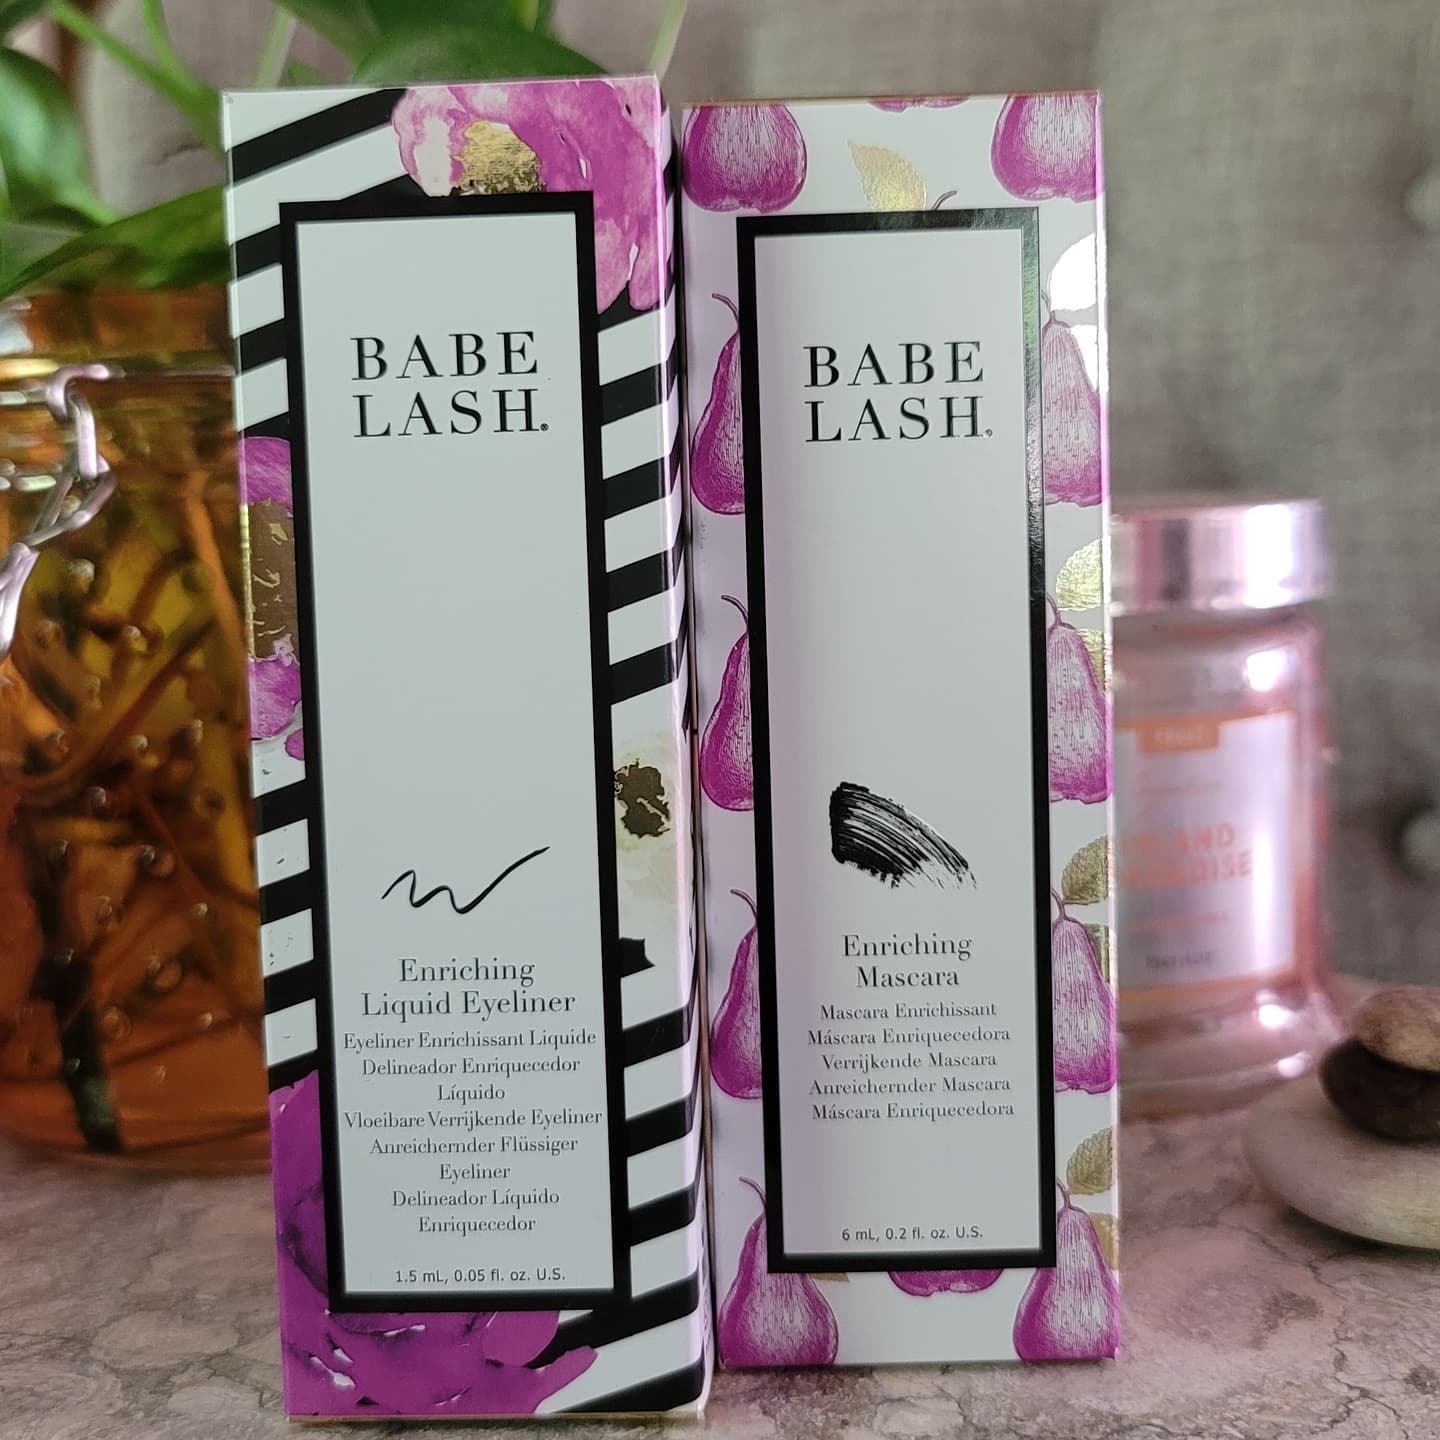 BABE
LASH®
Enriching
Liquid Eyeliner
Eyeliner Enrichissant Liquide
Delineador Enriquecedor
Líquido
Vloeibare Verrijkende Eyeliner
Anreichernder Flüssiger
Eyeliner
Delineador Líquido
Enriquecedor
1.5 mL, 0.05 fl. oz. U.S.
BABE
LASH®
Enriching
Mascara
Mascara Enrichissant
Máscara Enriquecedora
Verrijkende Mascara
Anreichernder Mascara
Máscara Enriquecedora
6 mL, 0.2 fl. oz. U.S.
AND